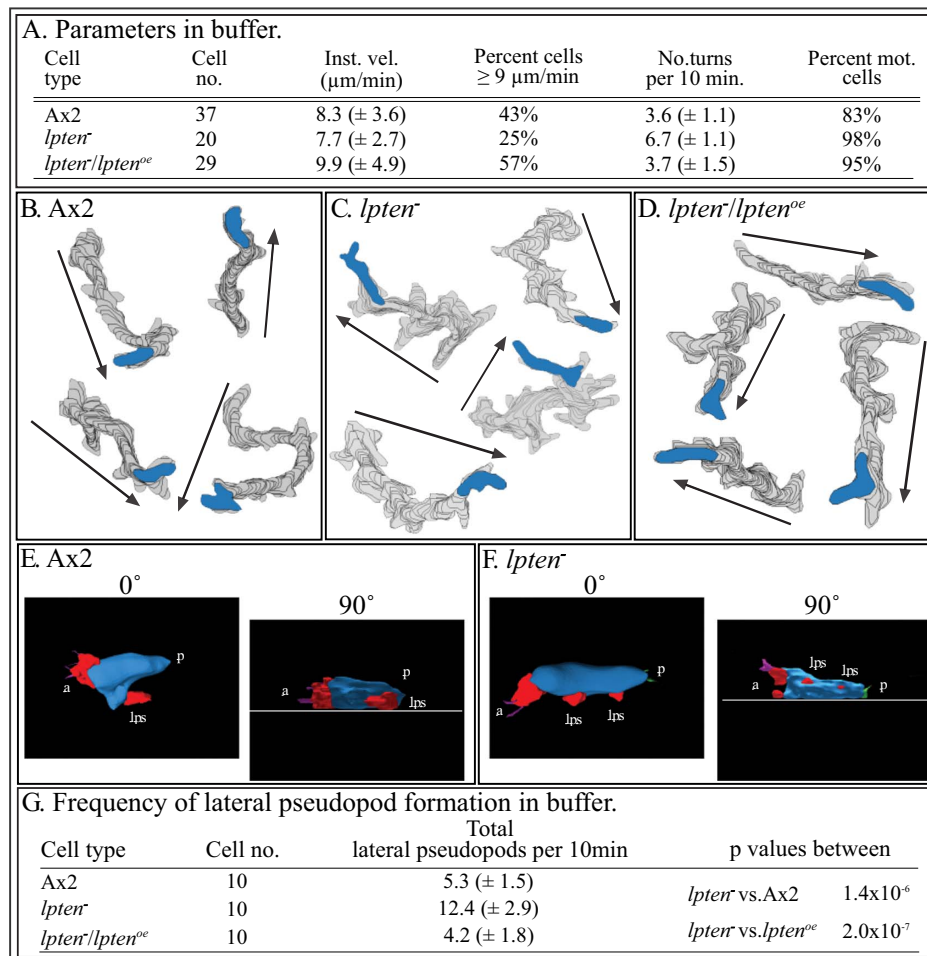 A. Parameters in buffer.
Cell type Cell no. Inst. vel. (µm/min) Percent cells ≥ 9 µm/min No.turns per 10 min. Percent mot. cells
Ax2 37 8.3 (± 3.6) 43% 3.6 (± 1.1) 83%
lpten⁻ 20 7.7 (± 2.7) 25% 6.7 (± 1.1) 98%
lpten⁻/lptenᵒᵉ 29 9.9 (± 4.9) 57% 3.7 (± 1.5) 95%
B. Ax2
C. lpten⁻
D. lpten⁻/lptenᵒᵉ
E. Ax2
0°
90°
a
p
lps
a
p
lps
F. lpten⁻
0°
90°
a
lps
lps
p
a
lps
lps
p
G. Frequency of lateral pseudopod formation in buffer.
Cell type Cell no. Total lateral pseudopods per 10min p values between
Ax2 10 5.3 (± 1.5)
lpten⁻ 10 12.4 (± 2.9)
lpten⁻/lptenᵒᵉ 10 4.2 (± 1.8)
lpten⁻ vs.Ax2 1.4x10⁻⁶
lpten⁻ vs.lptenᵒᵉ 2.0x10⁻⁷